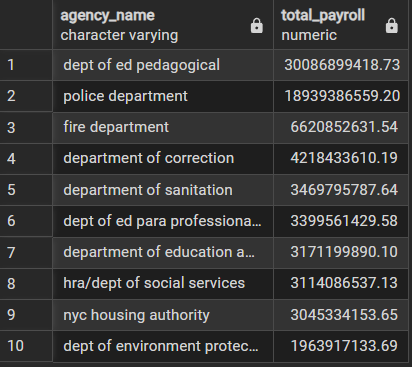 agency_name total_payroll
character varying numeric
1 dept of ed pedagogical 30086899418.73
2 police department 18939386559.20
3 fire department 6620852631.54
4 department of correction 4218433610.19
5 department of sanitation 3469795787.64
6 dept of ed para professiona... 3399561429.58
7 department of education a... 3171199890.10
8 hra/dept of social services 3114086537.13
9 nyc housing authority 3045334153.65
10 dept of environment protec... 1963917133.69